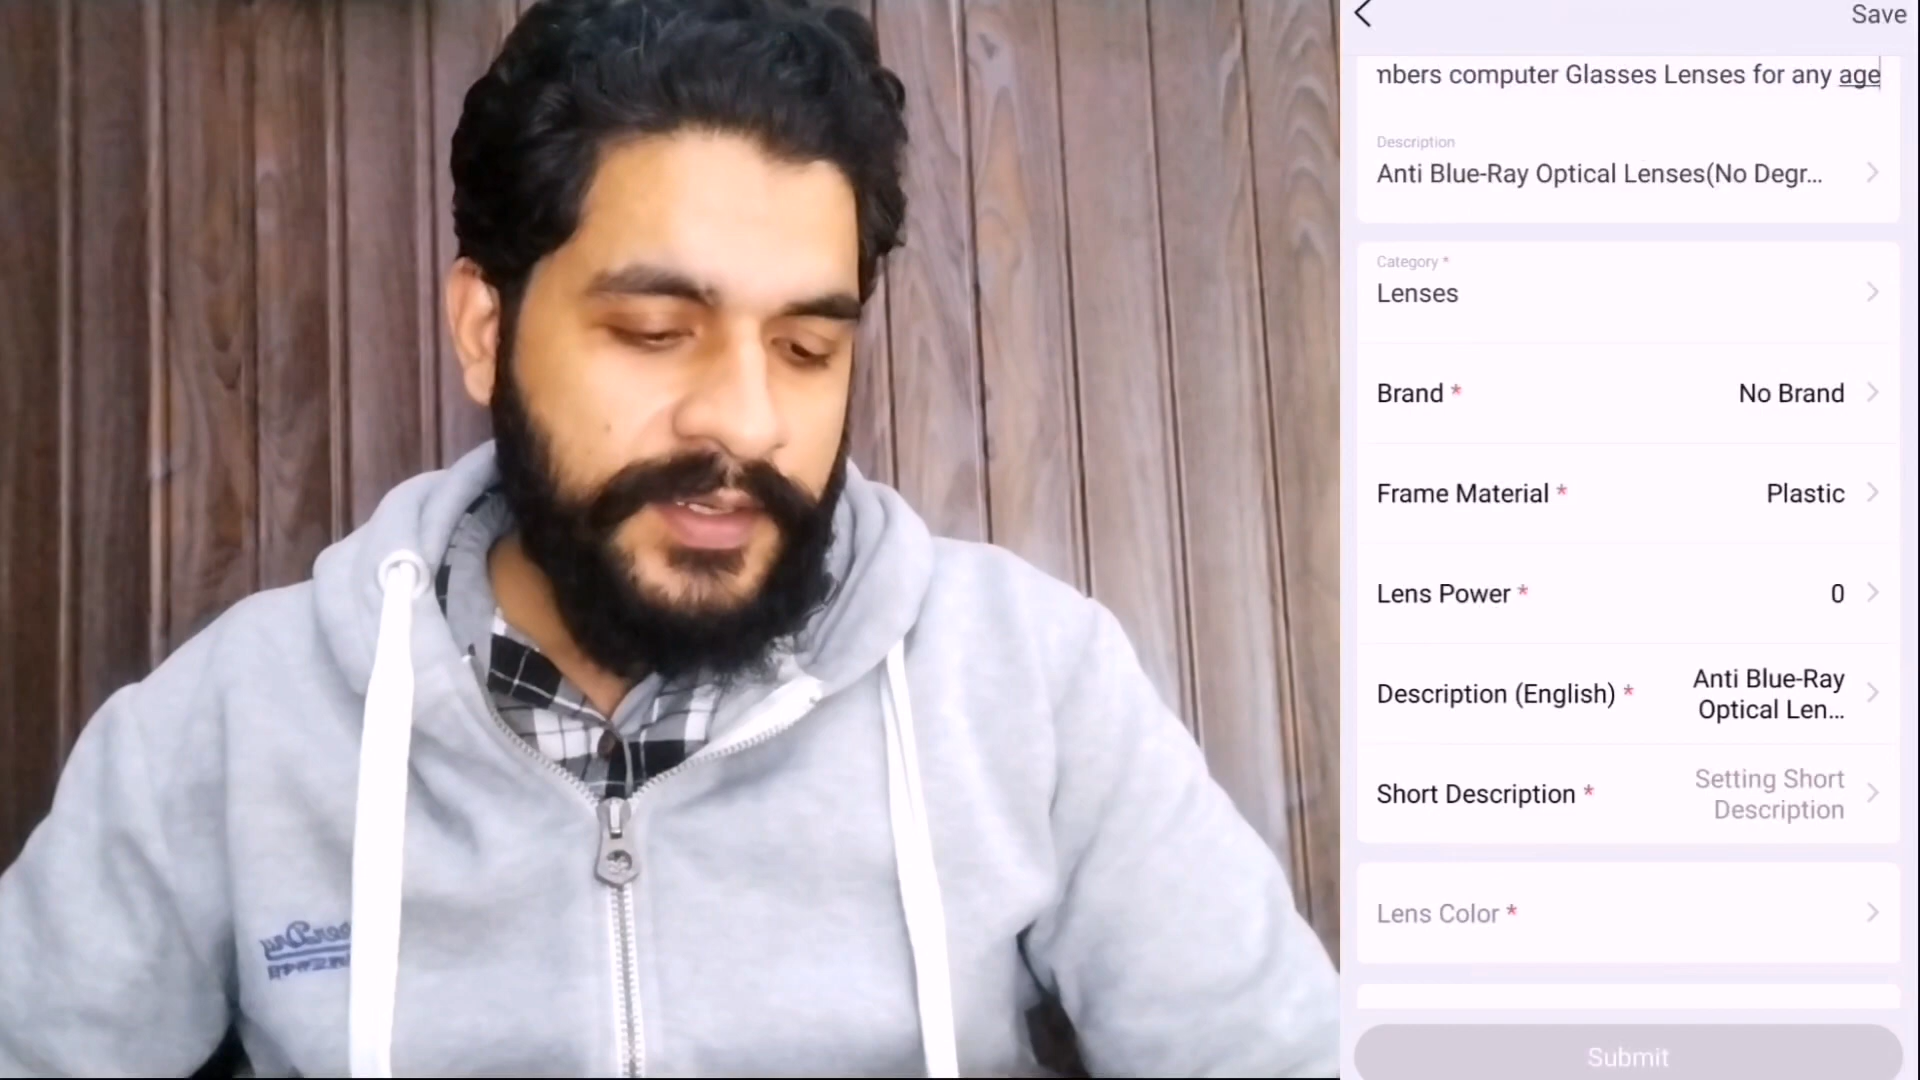 Save
nbers computer Glasses Lenses for any age
Description
Anti Blue-Ray Optical Lenses(No Degr...
Category *
Lenses
Brand *
No Brand
Frame Material *
Plastic
Lens Power *
0
Description (English) *
Anti Blue-Ray
Optical Len...
Short Description *
Setting Short
Description
Lens Color *
Submit